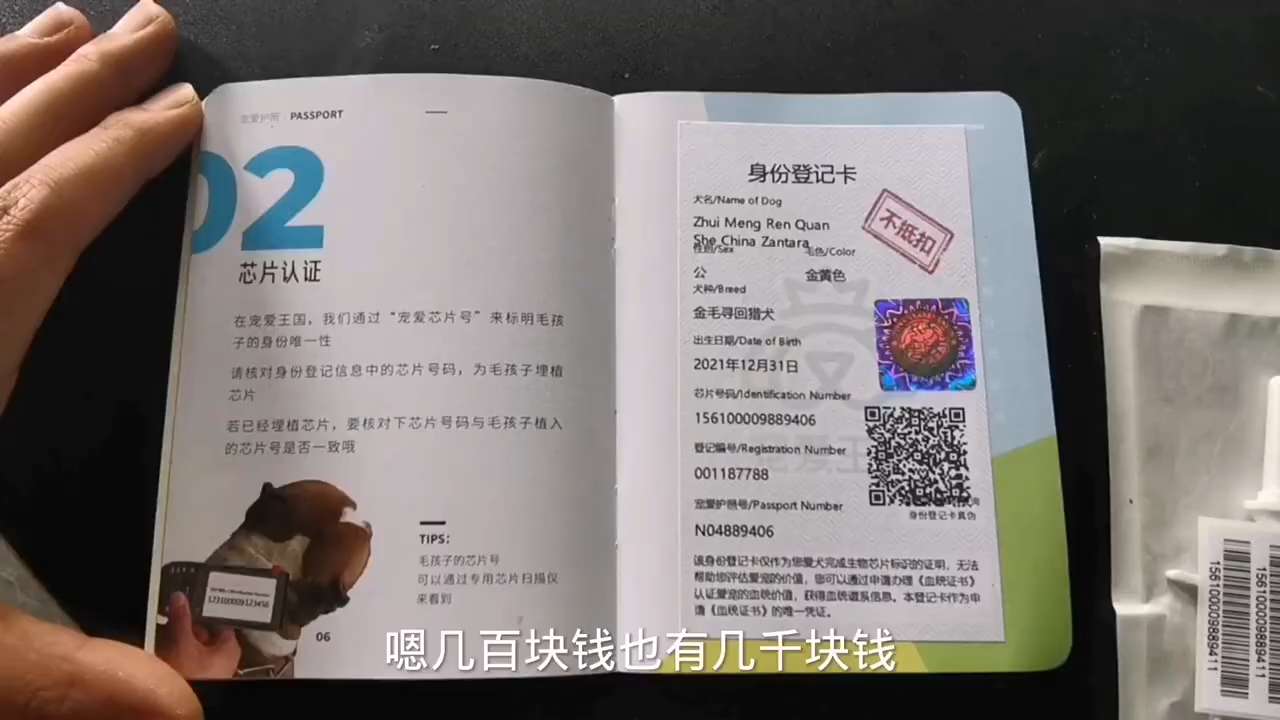 宠爱护照 · PASSPORT
02
芯片认证
在宠爱王国，我们通过“宠爱芯片号”来标明毛孩
子的身份唯一性
请核对身份登记信息中的芯片号码，为毛孩子埋植
芯片
若已经埋植芯片，要核对下芯片号码与毛孩子植入
的芯片号是否一致哦
123100009123456
TIPS：
毛孩子的芯片号
可以通过专用芯片扫描仪
来看到
06
身份登记卡
犬名/Name of Dog
Zhui Meng Ren Quan
She China Zantara
不抵扣
性别/Sex 毛色/Color
公 金黄色
犬种/Breed
金毛寻回猎犬
出生日期/Date of Birth
2021年12月31日
芯片号码/Identification Number
156100009889406
登记编号/Registration Number
001187788
宠爱护照号/Passport Number
N04889406
身份登记卡真伪
该身份登记卡仅作为您爱犬完成生物芯片标识的证明，无法
帮助您评估爱宠的价值，您可以通过申请办理《血统证书》
认证爱宠的血统价值，获得血统谱系信息。本登记卡作为申
请《血统证书》的唯一凭证。
156100009889411
156100009889411
嗯几百块钱也有几千块钱